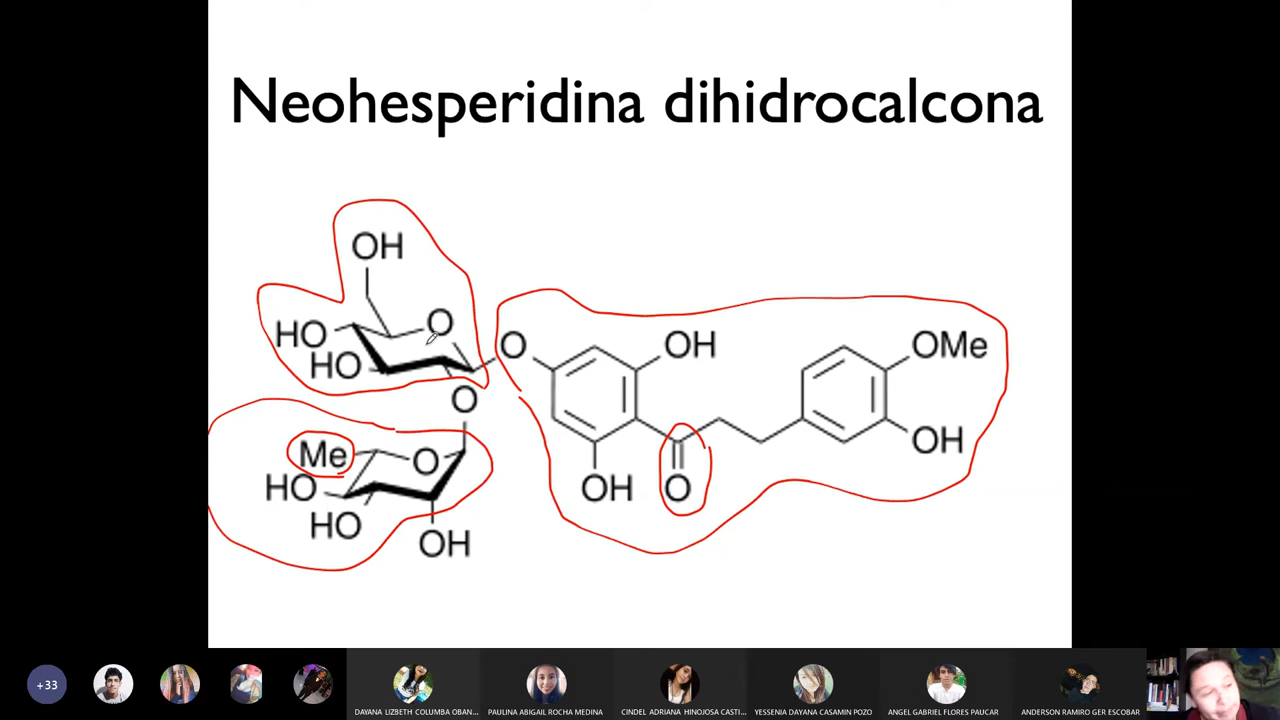 Neohesperidina dihidrocalcona
OH
HO
HO
O
O
OH
OMe
O
Me
O
HO
HO
OH
OH
O
OH
+33
DAYANA LIZBETH COLUMBA OBAN...
PAULINA ABIGAIL ROCHA MEDINA
CINDEL ADRIANA HINOJOSA CASTI...
YESSENIA DAYANA CASAMIN POZO
ANGEL GABRIEL FLORES PAUCAR
ANDERSON RAMIRO GER ESCOBAR